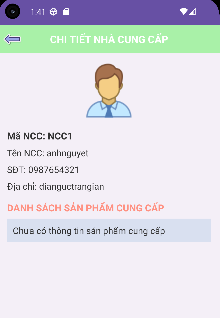 1:41
CHI TIẾT NHÀ CUNG CẤP
Mã NCC: NCC1
Tên NCC: anhnguyet
SĐT: 0987654321
Địa chỉ: dianguctrangian
DANH SÁCH SẢN PHẨM CUNG CẤP
Chưa có thông tin sản phẩm cung cấp